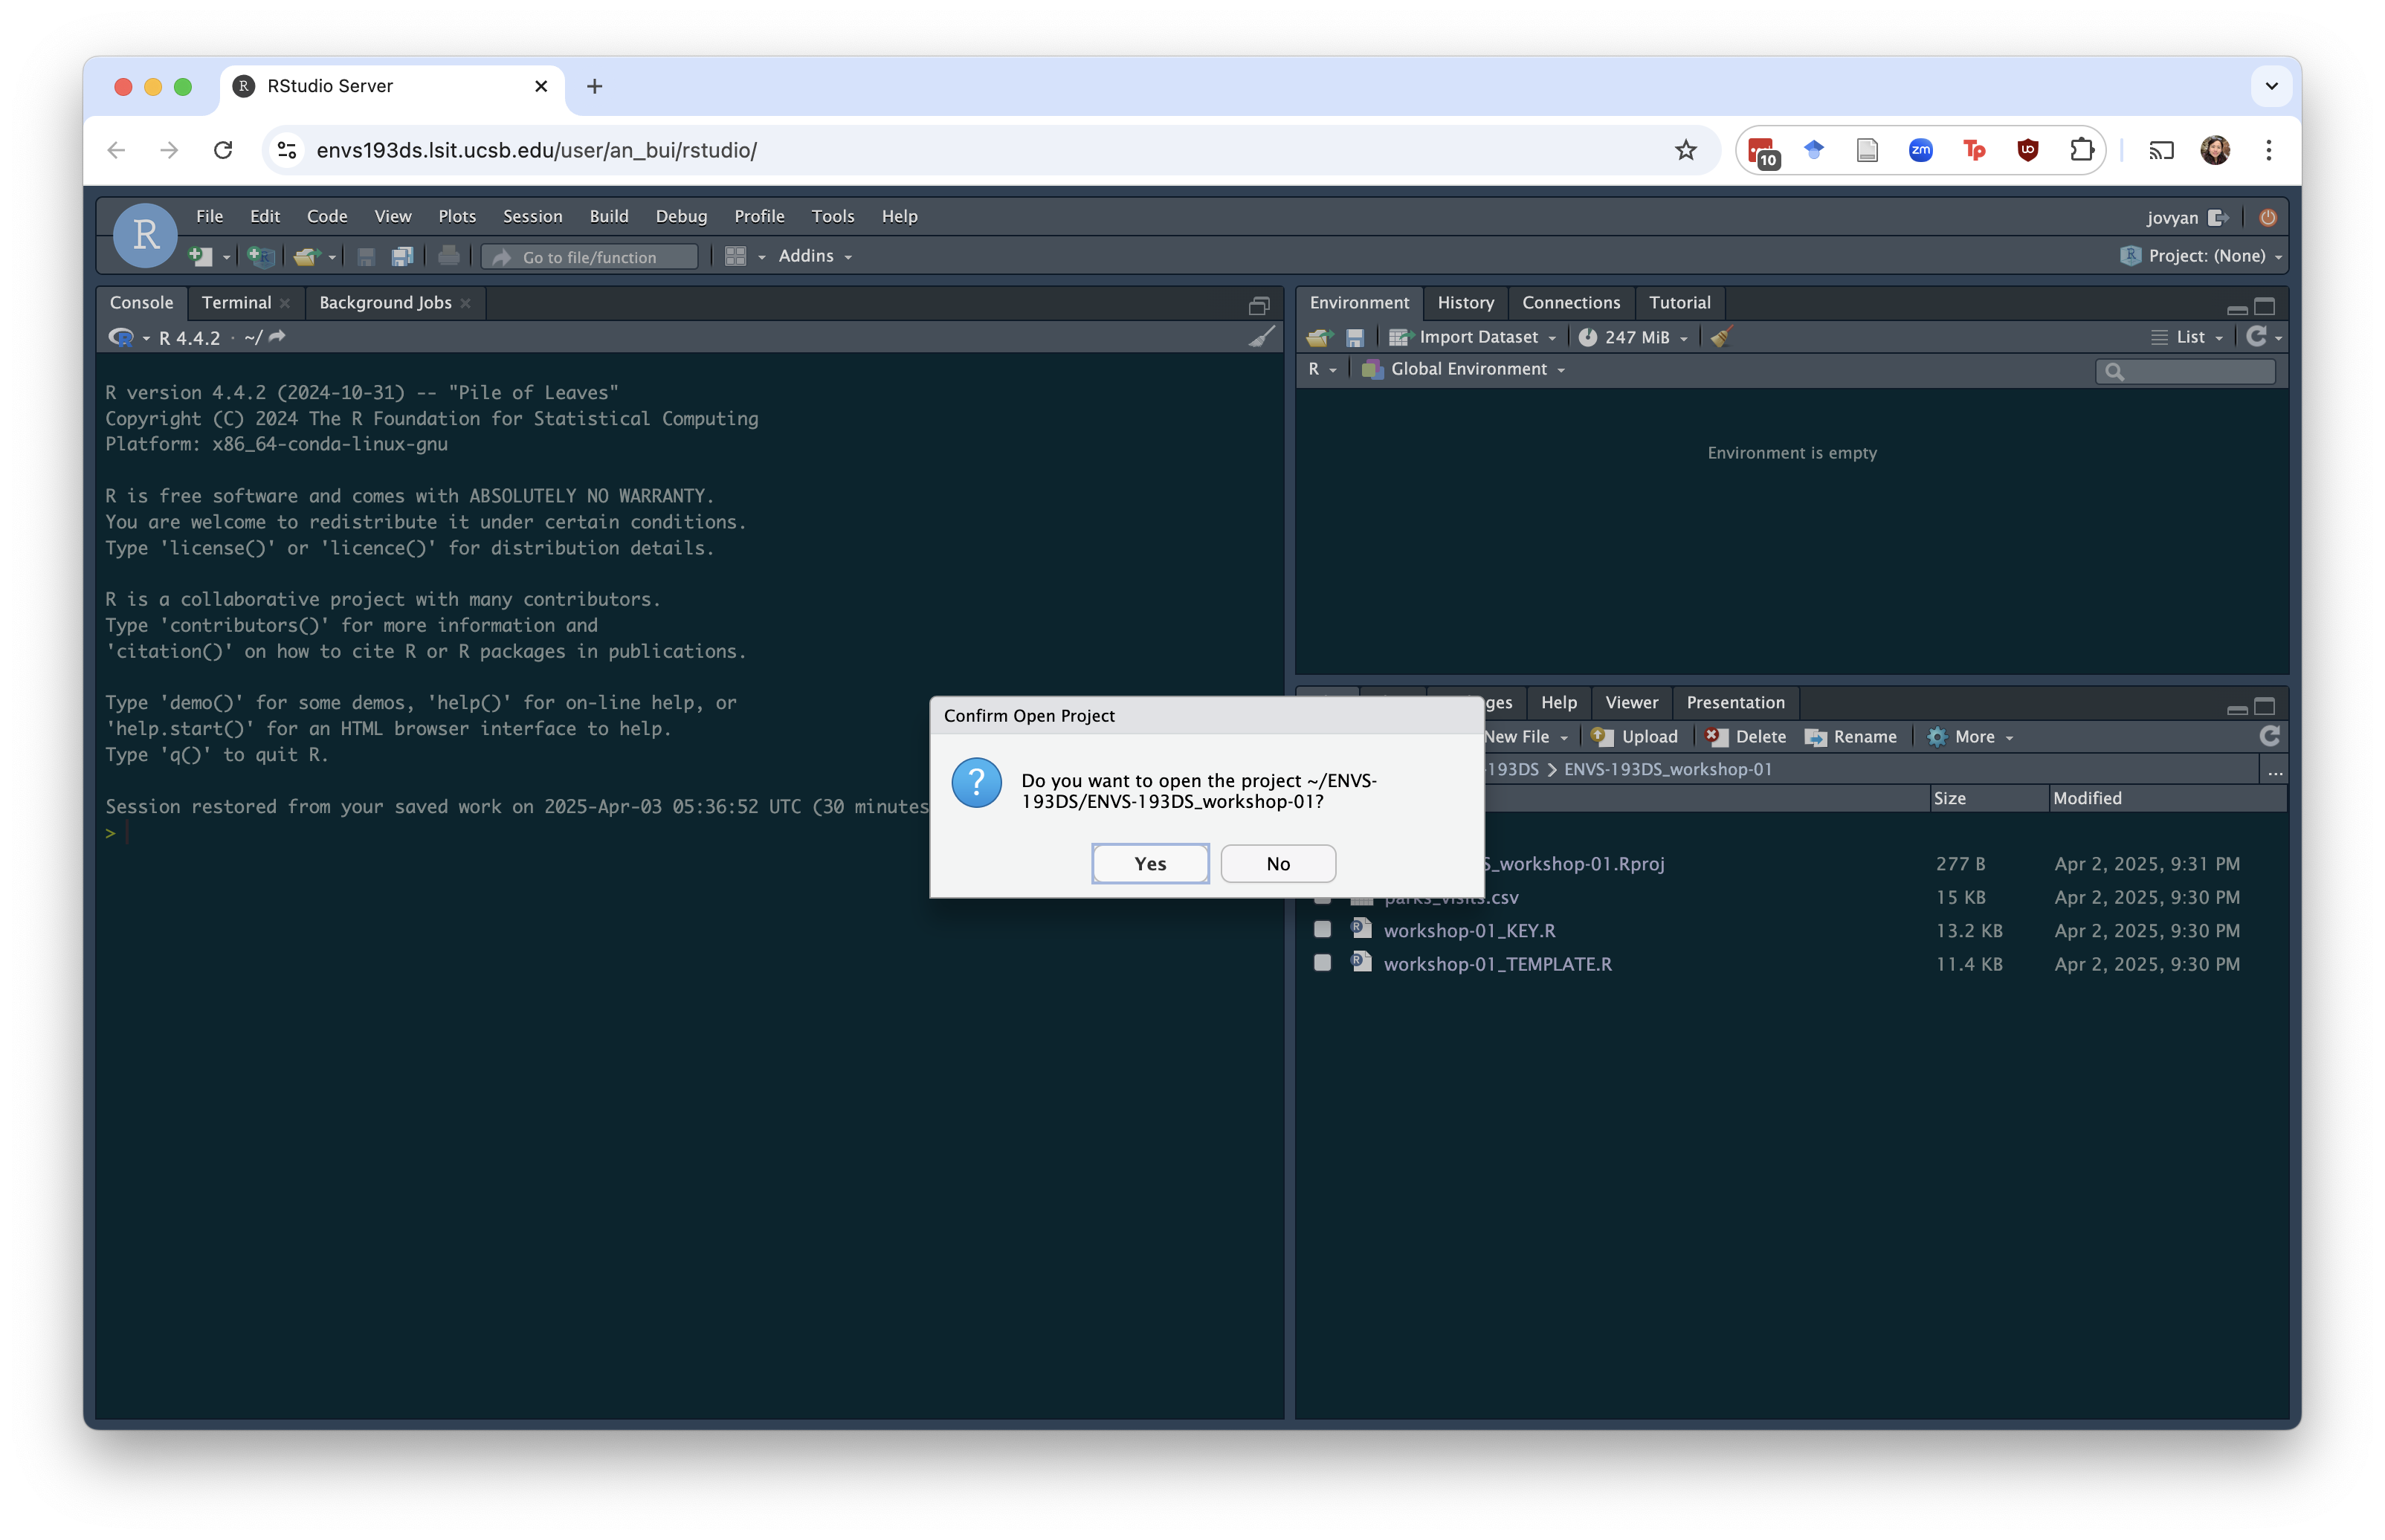 RStudio Server
envs193ds.lsit.ucsb.edu/user/an_bui/rstudio/
10
zm
Tp
File Edit Code View Plots Session Build Debug Profile Tools Help
jovyan
R
Go to file/function
Addins
Project: (None)
Console Terminal Background Jobs
R 4.4.2 · ~/
R version 4.4.2 (2024-10-31) -- "Pile of Leaves"
Copyright (C) 2024 The R Foundation for Statistical Computing
Platform: x86_64-conda-linux-gnu
R is free software and comes with ABSOLUTELY NO WARRANTY.
You are welcome to redistribute it under certain conditions.
Type 'license()' or 'licence()' for distribution details.
R is a collaborative project with many contributors.
Type 'contributors()' for more information and
'citation()' on how to cite R or R packages in publications.
Type 'demo()' for some demos, 'help()' for on-line help, or
'help.start()' for an HTML browser interface to help.
Type 'q()' to quit R.
Session restored from your saved work on 2025-Apr-03 05:36:52 UTC (30 minutes
>
Environment History Connections Tutorial
Import Dataset 247 MiB List
R Global Environment
Environment is empty
Confirm Open Project
Do you want to open the project ~/ENVS-
193DS/ENVS-193DS_workshop-01?
Yes No
ges Help Viewer Presentation
New File Upload Delete Rename More
193DS ENVS-193DS_workshop-01 ...
Size Modified
S_workshop-01.Rproj 277 B Apr 2, 2025, 9:31 PM
parks_visits.csv 15 KB Apr 2, 2025, 9:30 PM
workshop-01_KEY.R 13.2 KB Apr 2, 2025, 9:30 PM
workshop-01_TEMPLATE.R 11.4 KB Apr 2, 2025, 9:30 PM